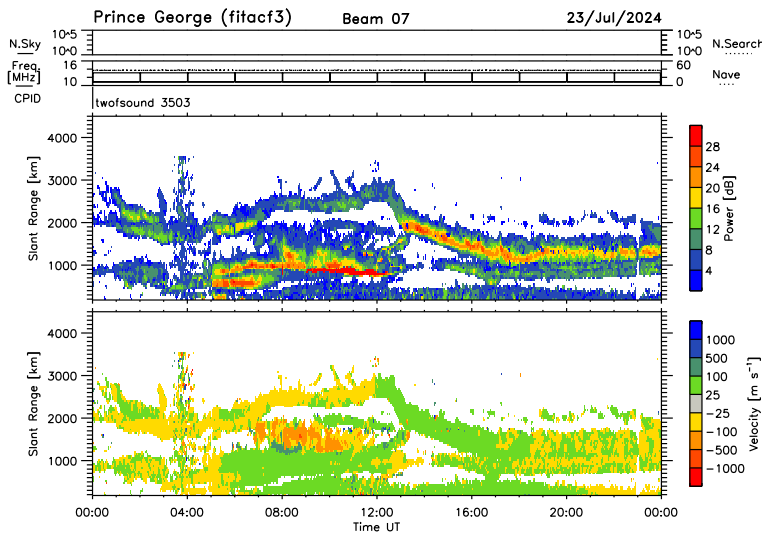 Prince George (fitacf3) Beam 07 23/Jul/2024
N.Sky 10^5 10^0 10^5 10^0 N.Search
Freq. [MHz] 16 10 60 0 Nave
CPID twofsound 3503
Slant Range [km] 4000 3000 2000 1000
Power [dB] 28 24 20 16 12 8 4
Slant Range [km] 4000 3000 2000 1000
Velocity [m s⁻¹] 1000 500 100 25 -25 -100 -500 -1000
00:00 04:00 08:00 12:00 16:00 20:00 00:00
Time UT